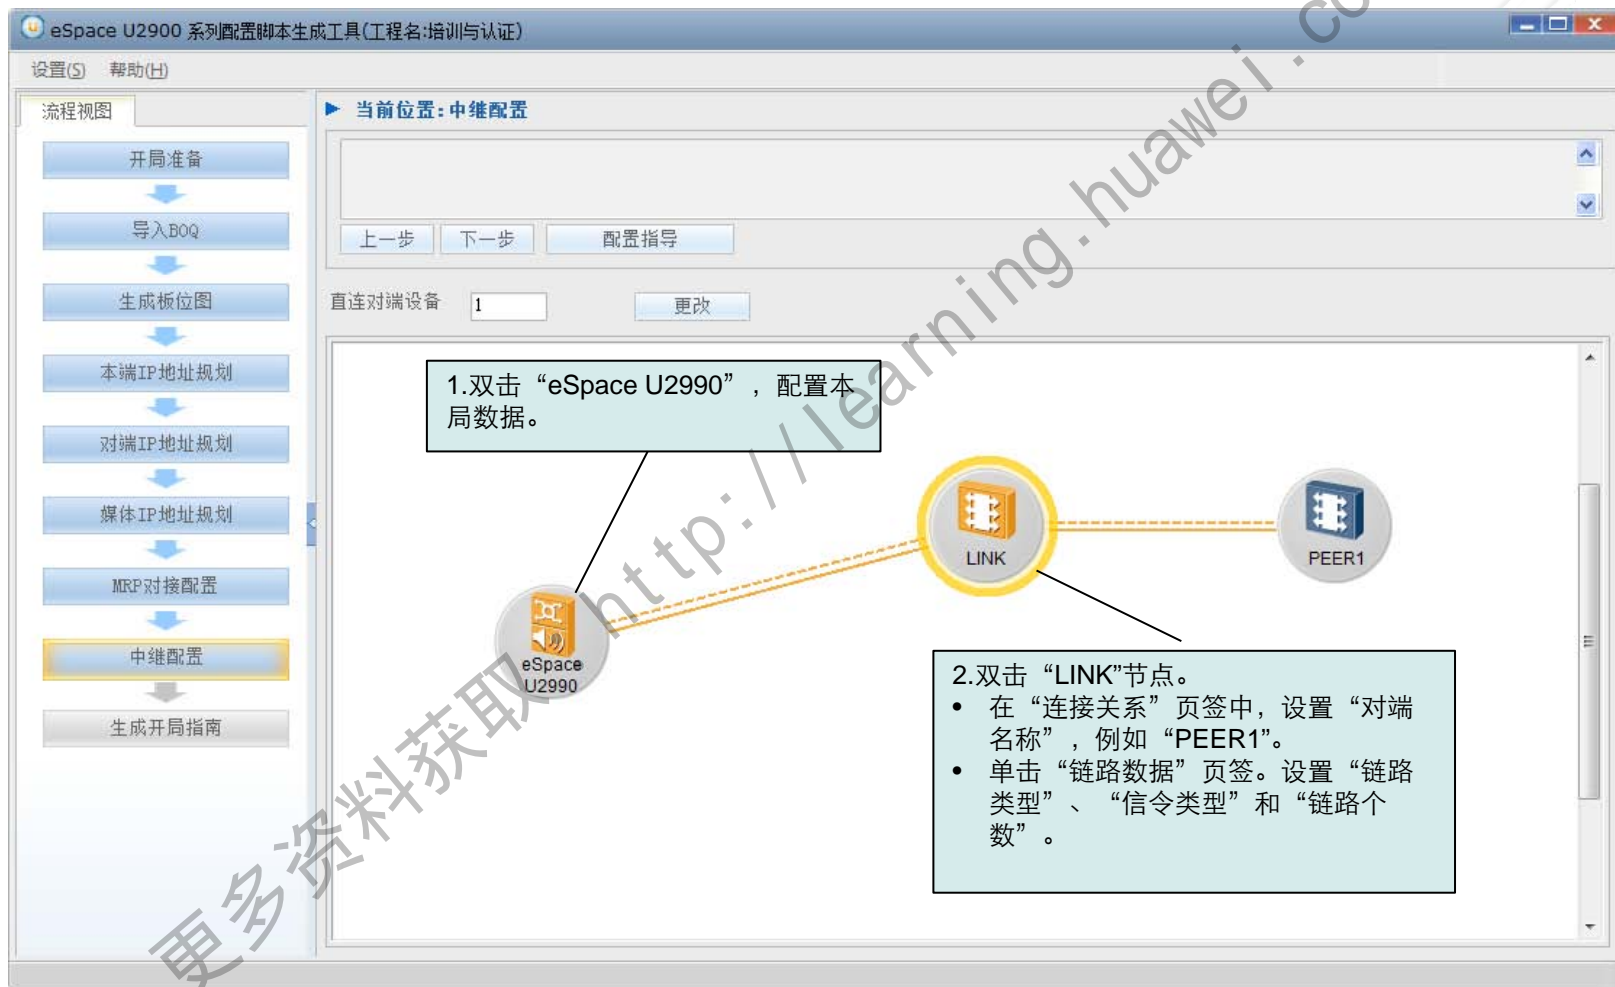 eSpace U2900 系列配置脚本生成工具(工程名:培训与认证)
设置(S) 帮助(H)
流程视图
开局准备
导入BOQ
生成板位图
本端IP地址规划
对端IP地址规划
媒体IP地址规划
MRP对接配置
中继配置
生成开局指南
当前位置:中继配置
上一步 下一步 配置指导
直连对端设备 1 更改
1.双击“eSpace U2990”,配置本
局数据。
LINK
PEER1
eSpace
U2990
2.双击“LINK”节点。
• 在“连接关系”页签中,设置“对端
名称”,例如“PEER1”。
• 单击“链路数据”页签。设置“链路
类型”、“信令类型”和“链路个
数”。
更多资料获取 http://learning.huawei.co